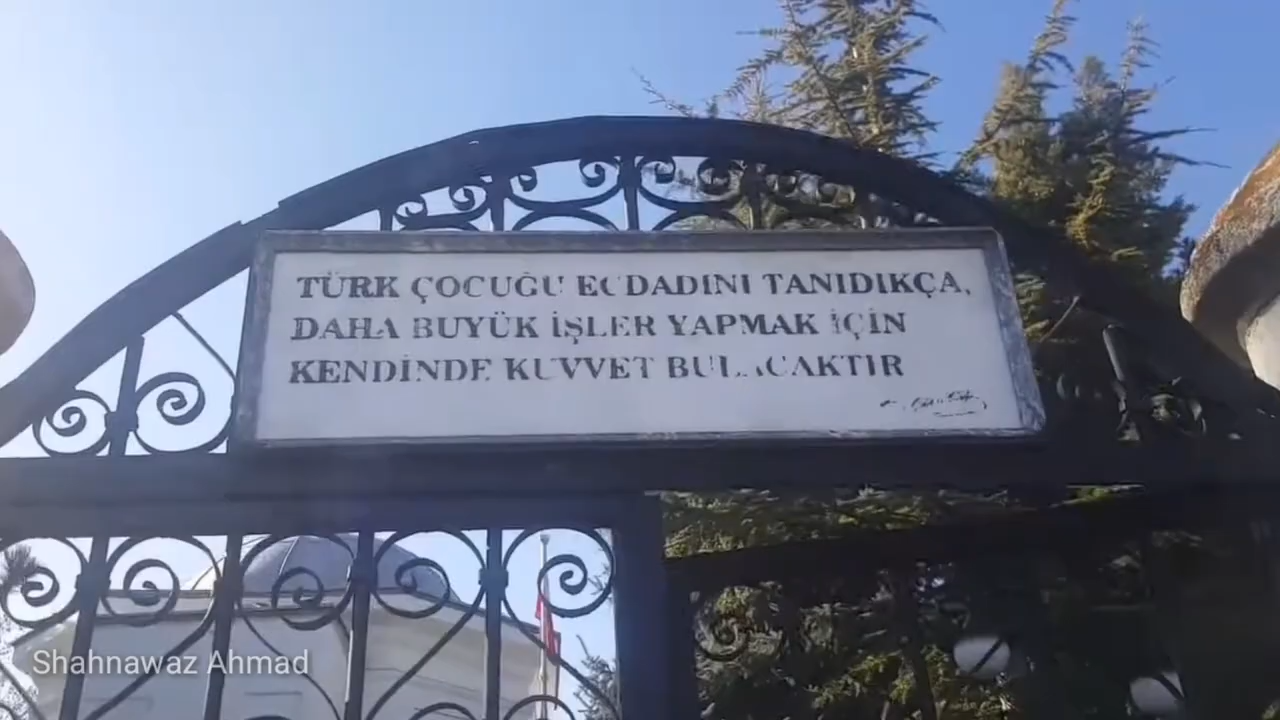 TÜRK ÇOCUĞU ECDADINI TANIDIKÇA,
DAHA BUYÜK İŞLER YAPMAK İÇİN
KENDİNDE KUVVET BULACAKTIR
Shahnawaz Ahmad